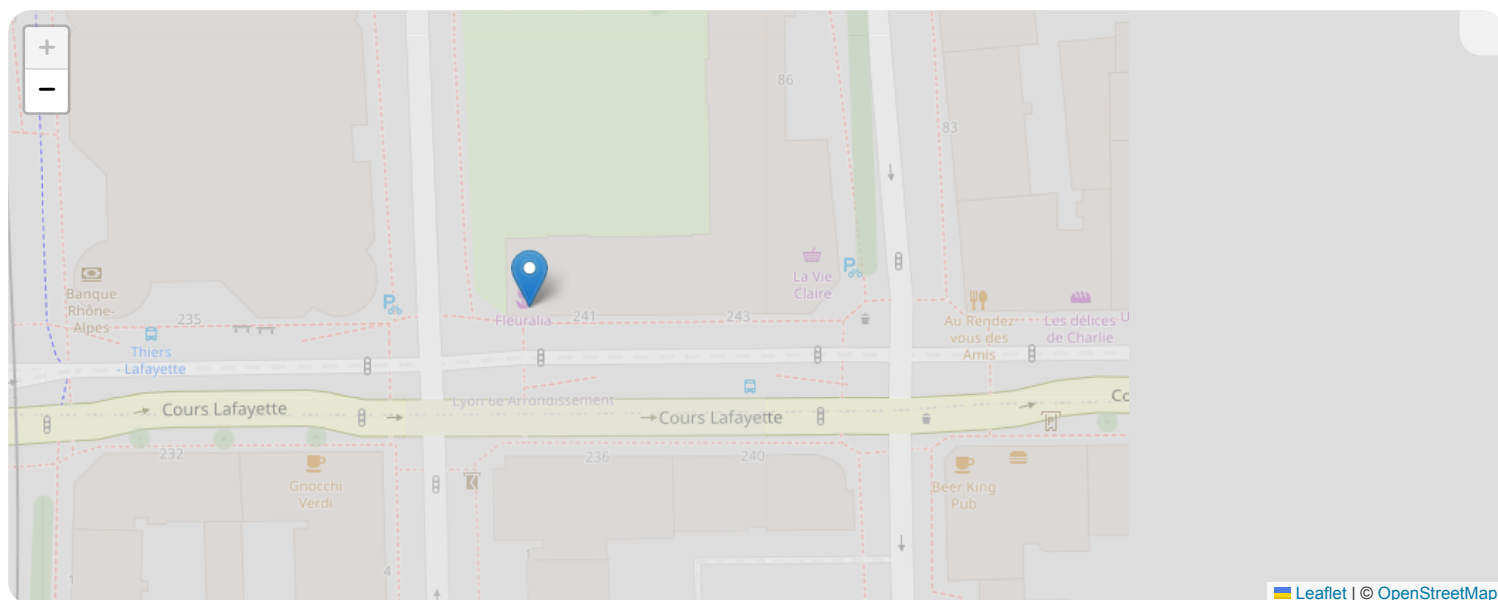 +
−
86
83
La Vie
Claire
Banque
Rhône-
Alpes
235
Fleuralia
241
243
Au Rendez-
vous des
Amis
Les délices
de Charlie
U
Thiers
- Lafayette
Lyon 6e Arrondissement
Cours Lafayette
Cours Lafayette
Co
232
236
240
Gnocchi
Verdi
Beer King
Pub
1
1
4
Leaflet | © OpenStreetMap